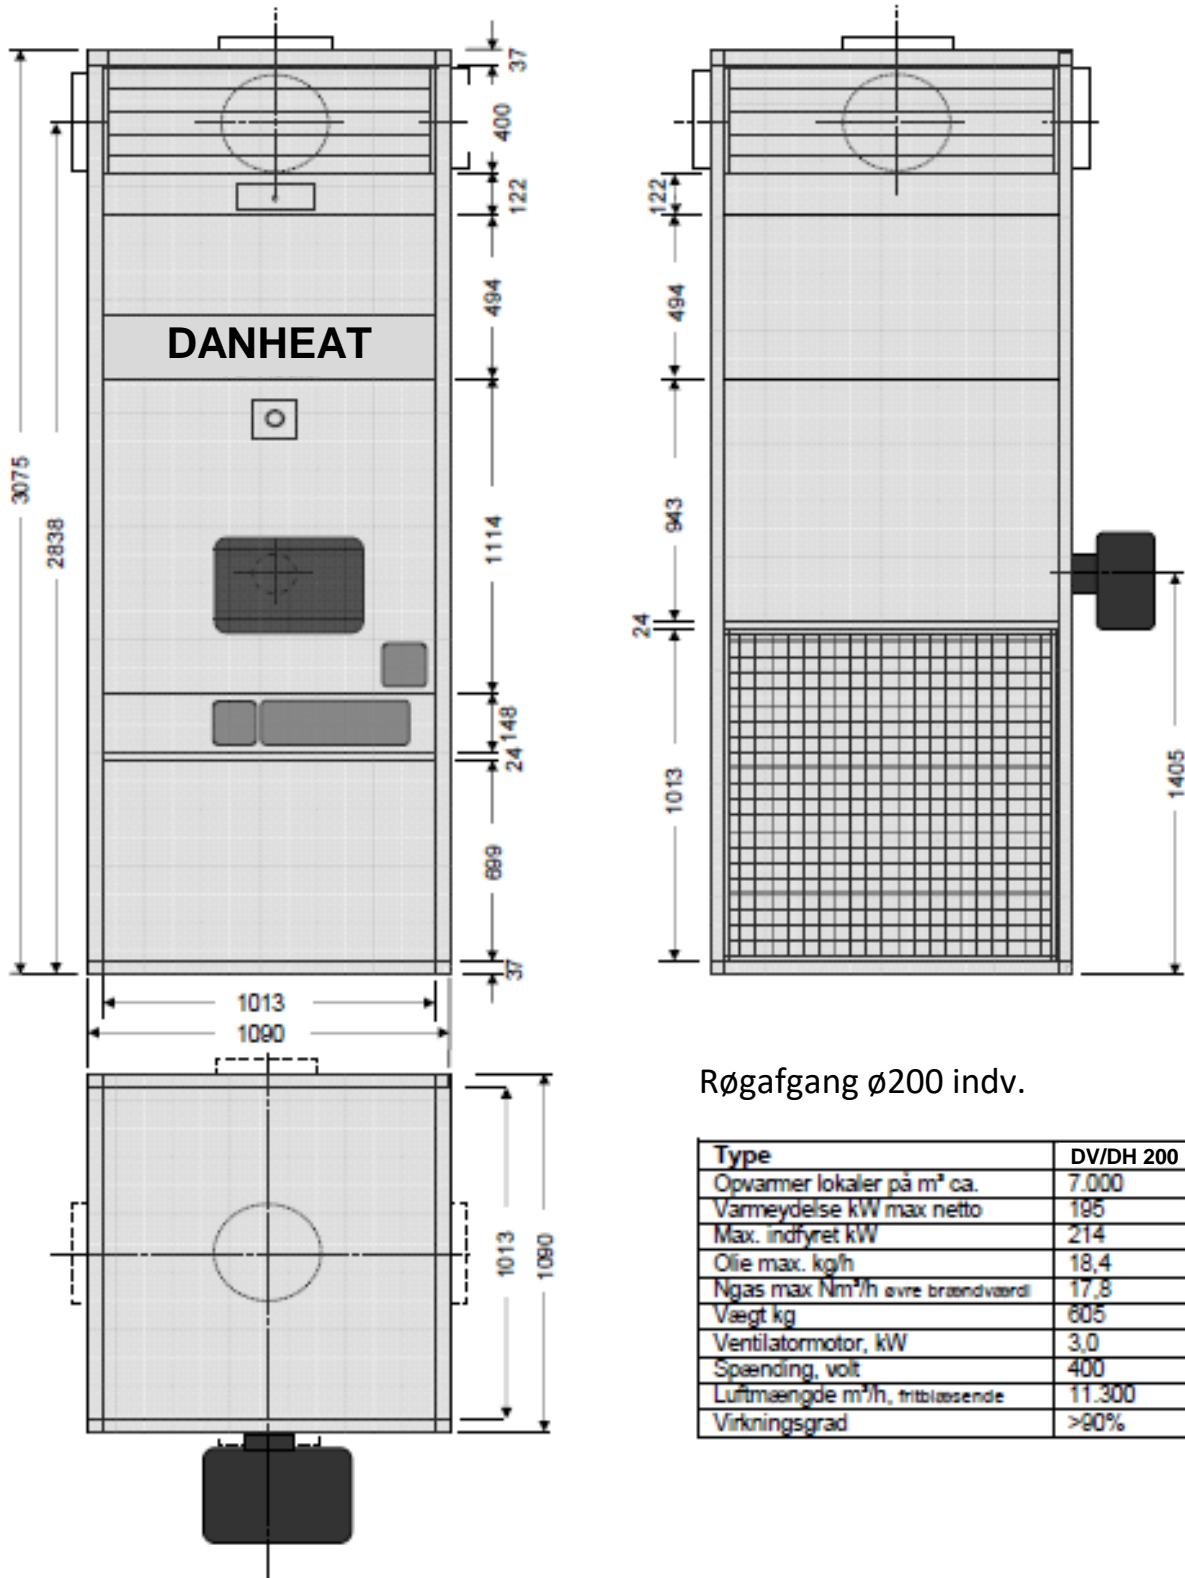 37
400
122
494
DANHEAT
3075
2838
1114
148
24
699
37
1013
1090
122
494
943
24
1013
1405
1013
1090
Røgafgang ø200 indv.
Type DV/DH 200
Opvarmer lokaler på m³ ca. 7.000
Varmeydelse kW max netto 195
Max. indfyret kW 214
Olie max. kg/h 18,4
Ngas max Nm³/h øvre brændværdi 17,8
Vægt kg 605
Ventilatormotor, kW 3,0
Spænding, volt 400
Luftmængde m³/h, fritblæsende 11.300
Virkningsgrad >90%